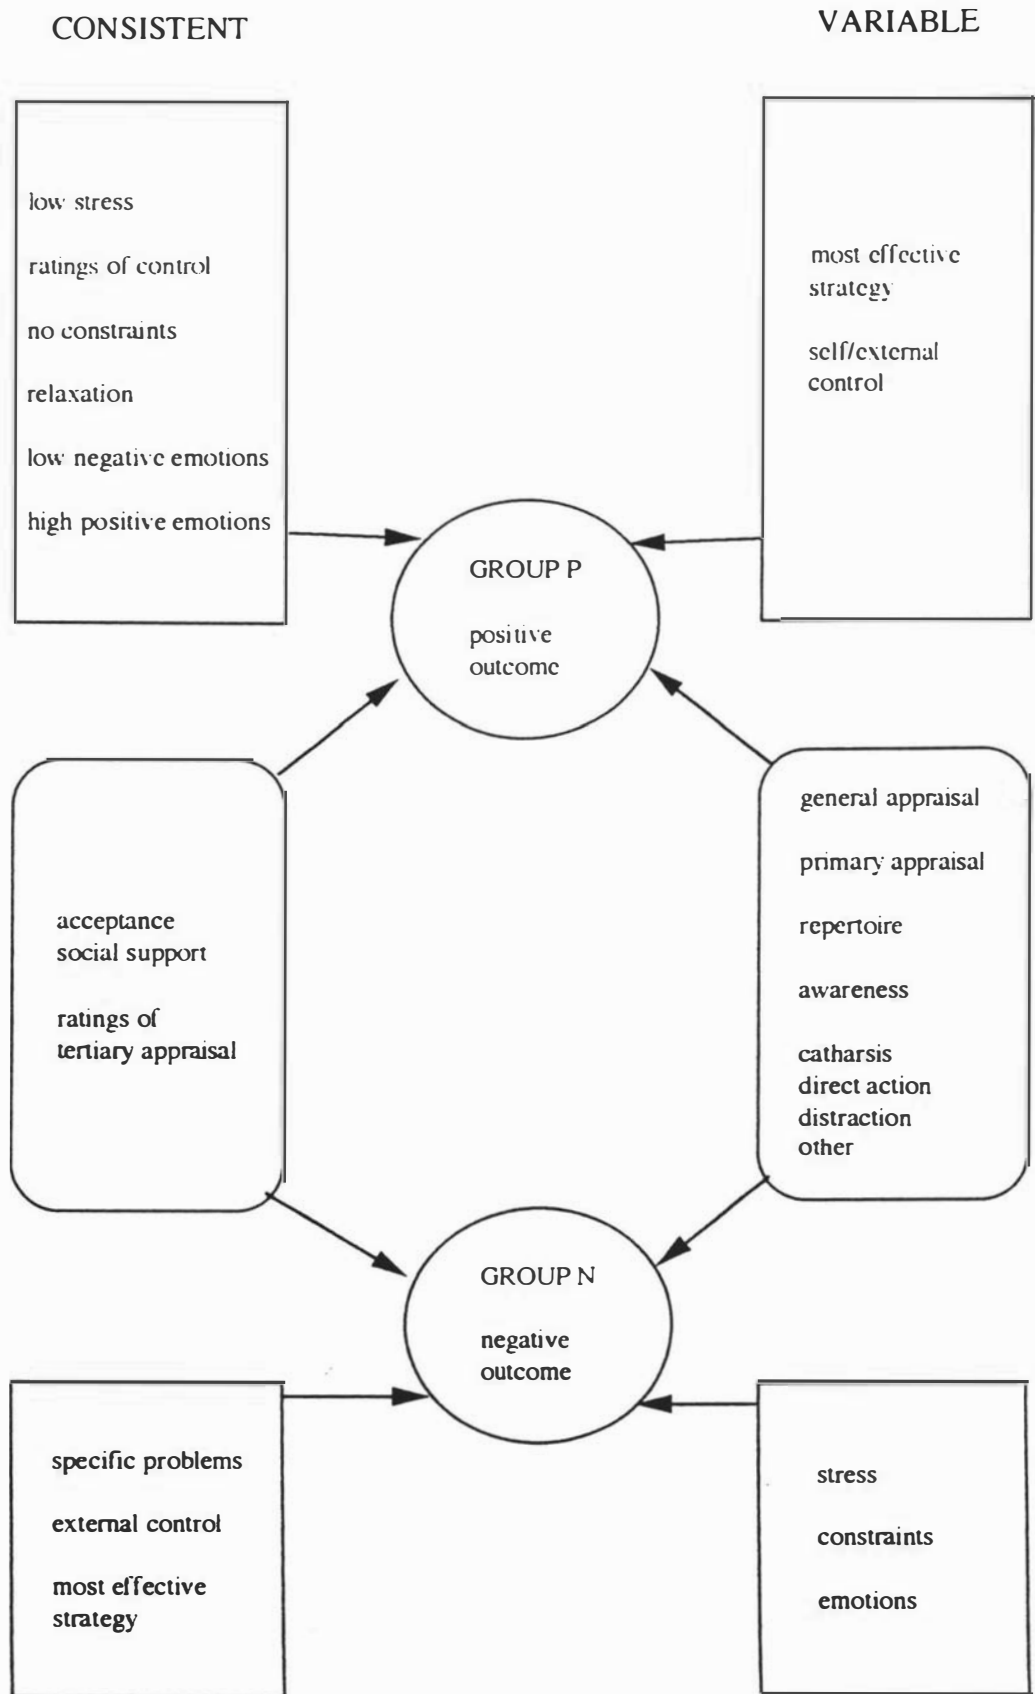 CONSISTENT
VARIABLE
low stress
ratings of control
no constraints
relaxation
low negative emotions
high positive emotions
most effective
strategy
self/external
control
GROUP P
positive
outcome
acceptance
social support
ratings of
tertiary appraisal
general appraisal
primary appraisal
repertoire
awareness
catharsis
direct action
distraction
other
GROUP N
negative
outcome
specific problems
external control
most effective
strategy
stress
constraints
emotions